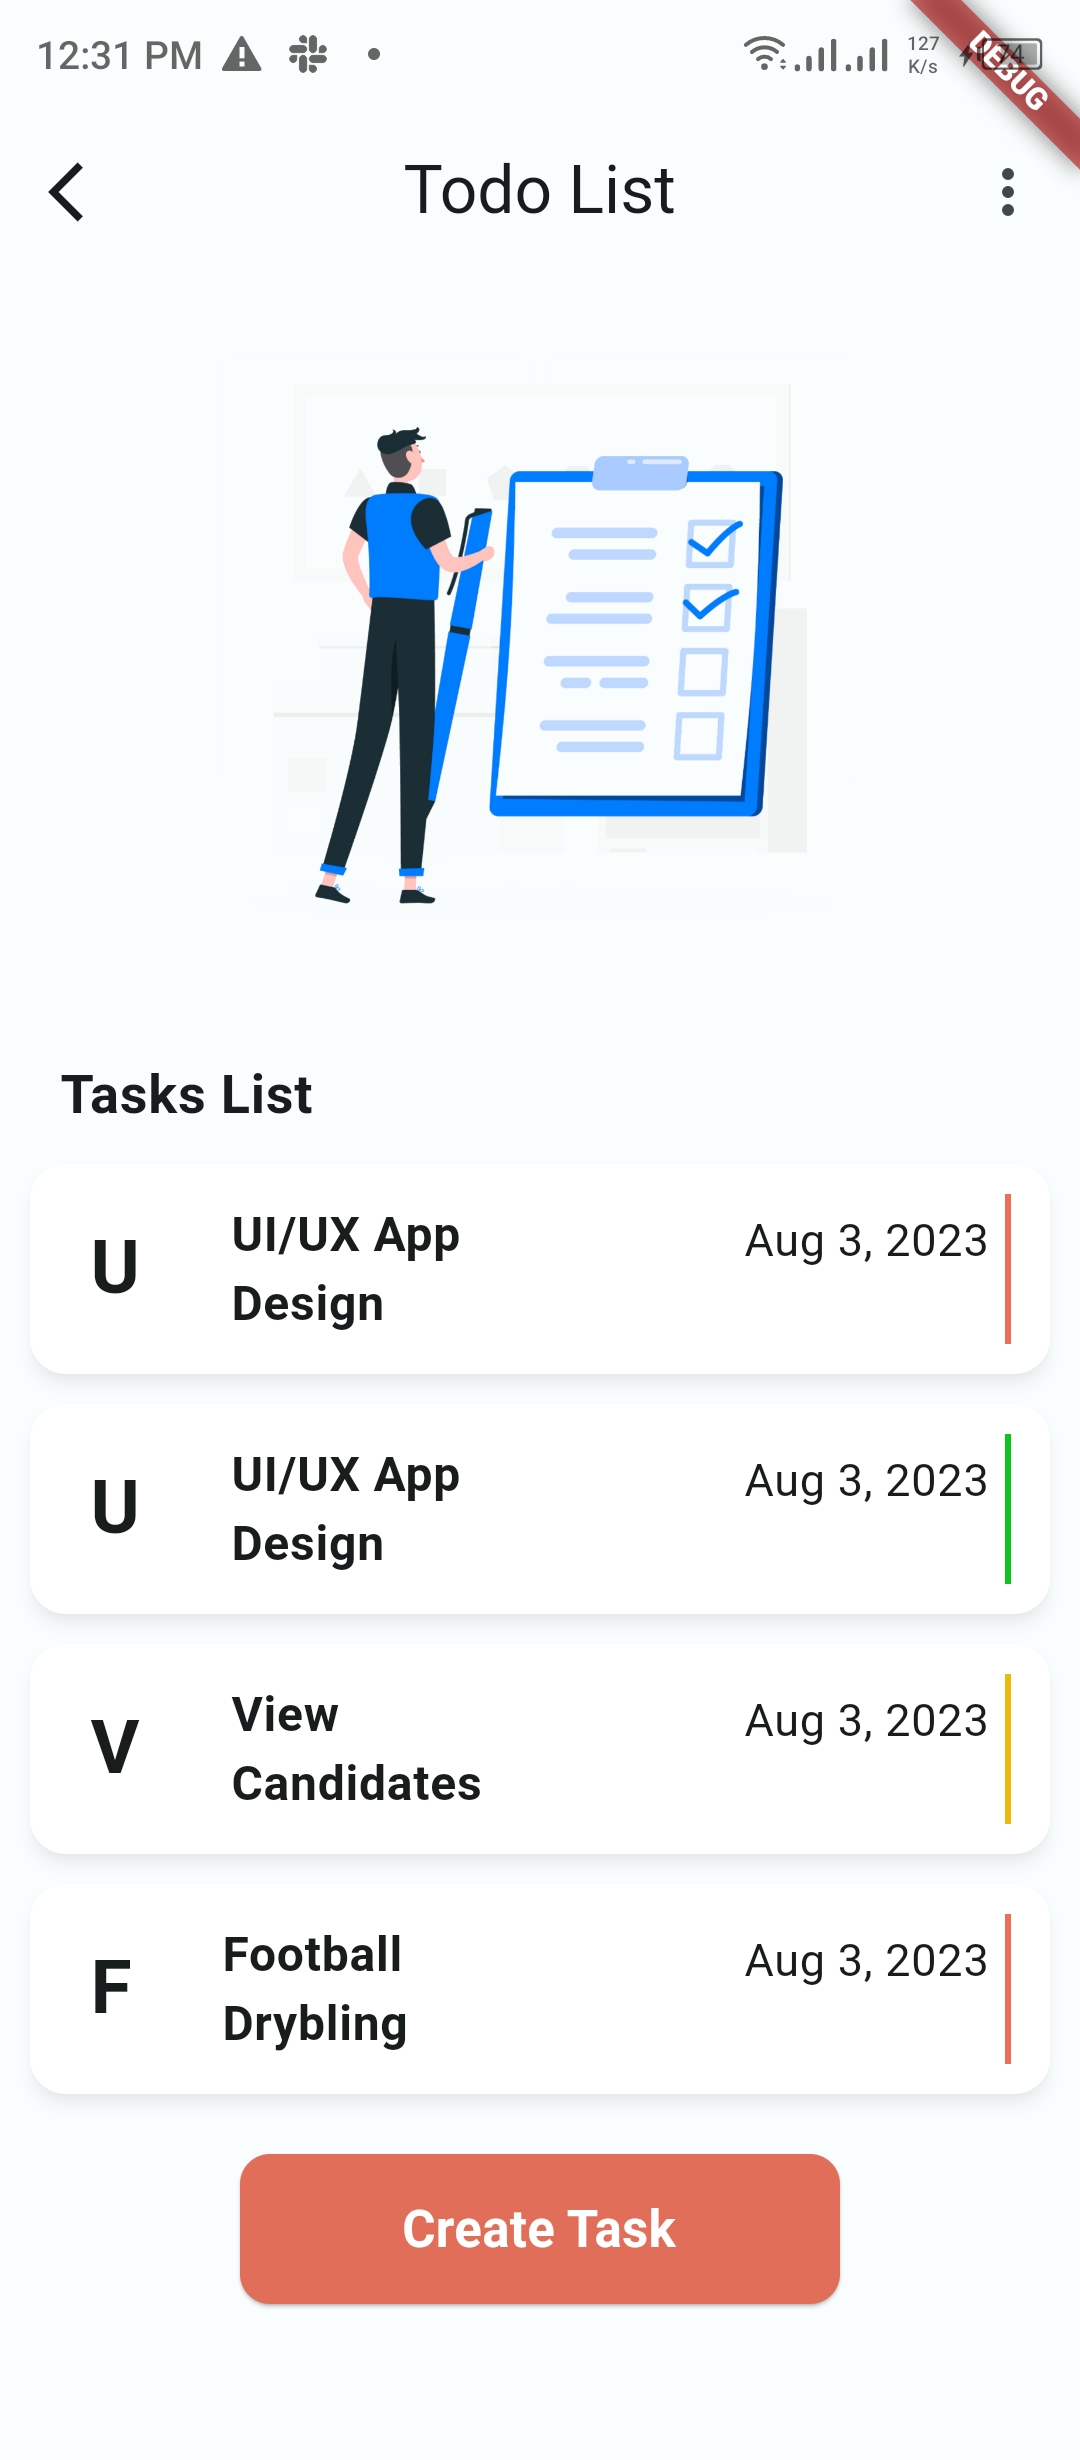 12:31 PM
127
K/s
74
DEBUG
Todo List
Tasks List
U
UI/UX App
Design
Aug 3, 2023
U
UI/UX App
Design
Aug 3, 2023
V
View
Candidates
Aug 3, 2023
F
Football
Drybling
Aug 3, 2023
Create Task